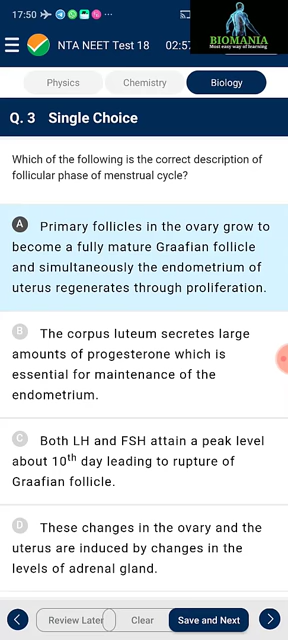 17:50
BIOMANIA
Most easy way of learning
NTA NEET Test 18
02:57
Physics
Chemistry
Biology
Q. 3 Single Choice
Which of the following is the correct description of
follicular phase of menstrual cycle?
A Primary follicles in the ovary grow to
become a fully mature Graafian follicle
and simultaneously the endometrium of
uterus regenerates through proliferation.
B The corpus luteum secretes large
amounts of progesterone which is
essential for maintenance of the
endometrium.
C Both LH and FSH attain a peak level
about 10th day leading to rupture of
Graafian follicle.
D These changes in the ovary and the
uterus are induced by changes in the
levels of adrenal gland.
Review Later
Clear
Save and Next